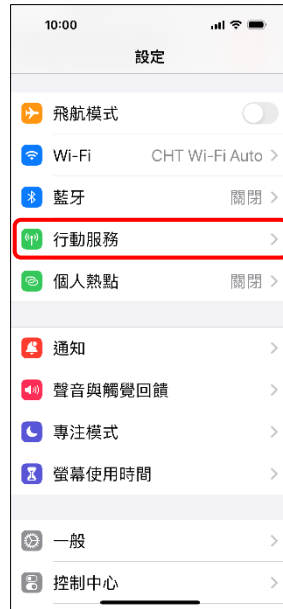 10:00
設定
飛航模式
Wi-Fi CHT Wi-Fi Auto
藍牙 關閉
行動服務
個人熱點 關閉
通知
聲音與觸覺回饋
專注模式
螢幕使用時間
一般
控制中心